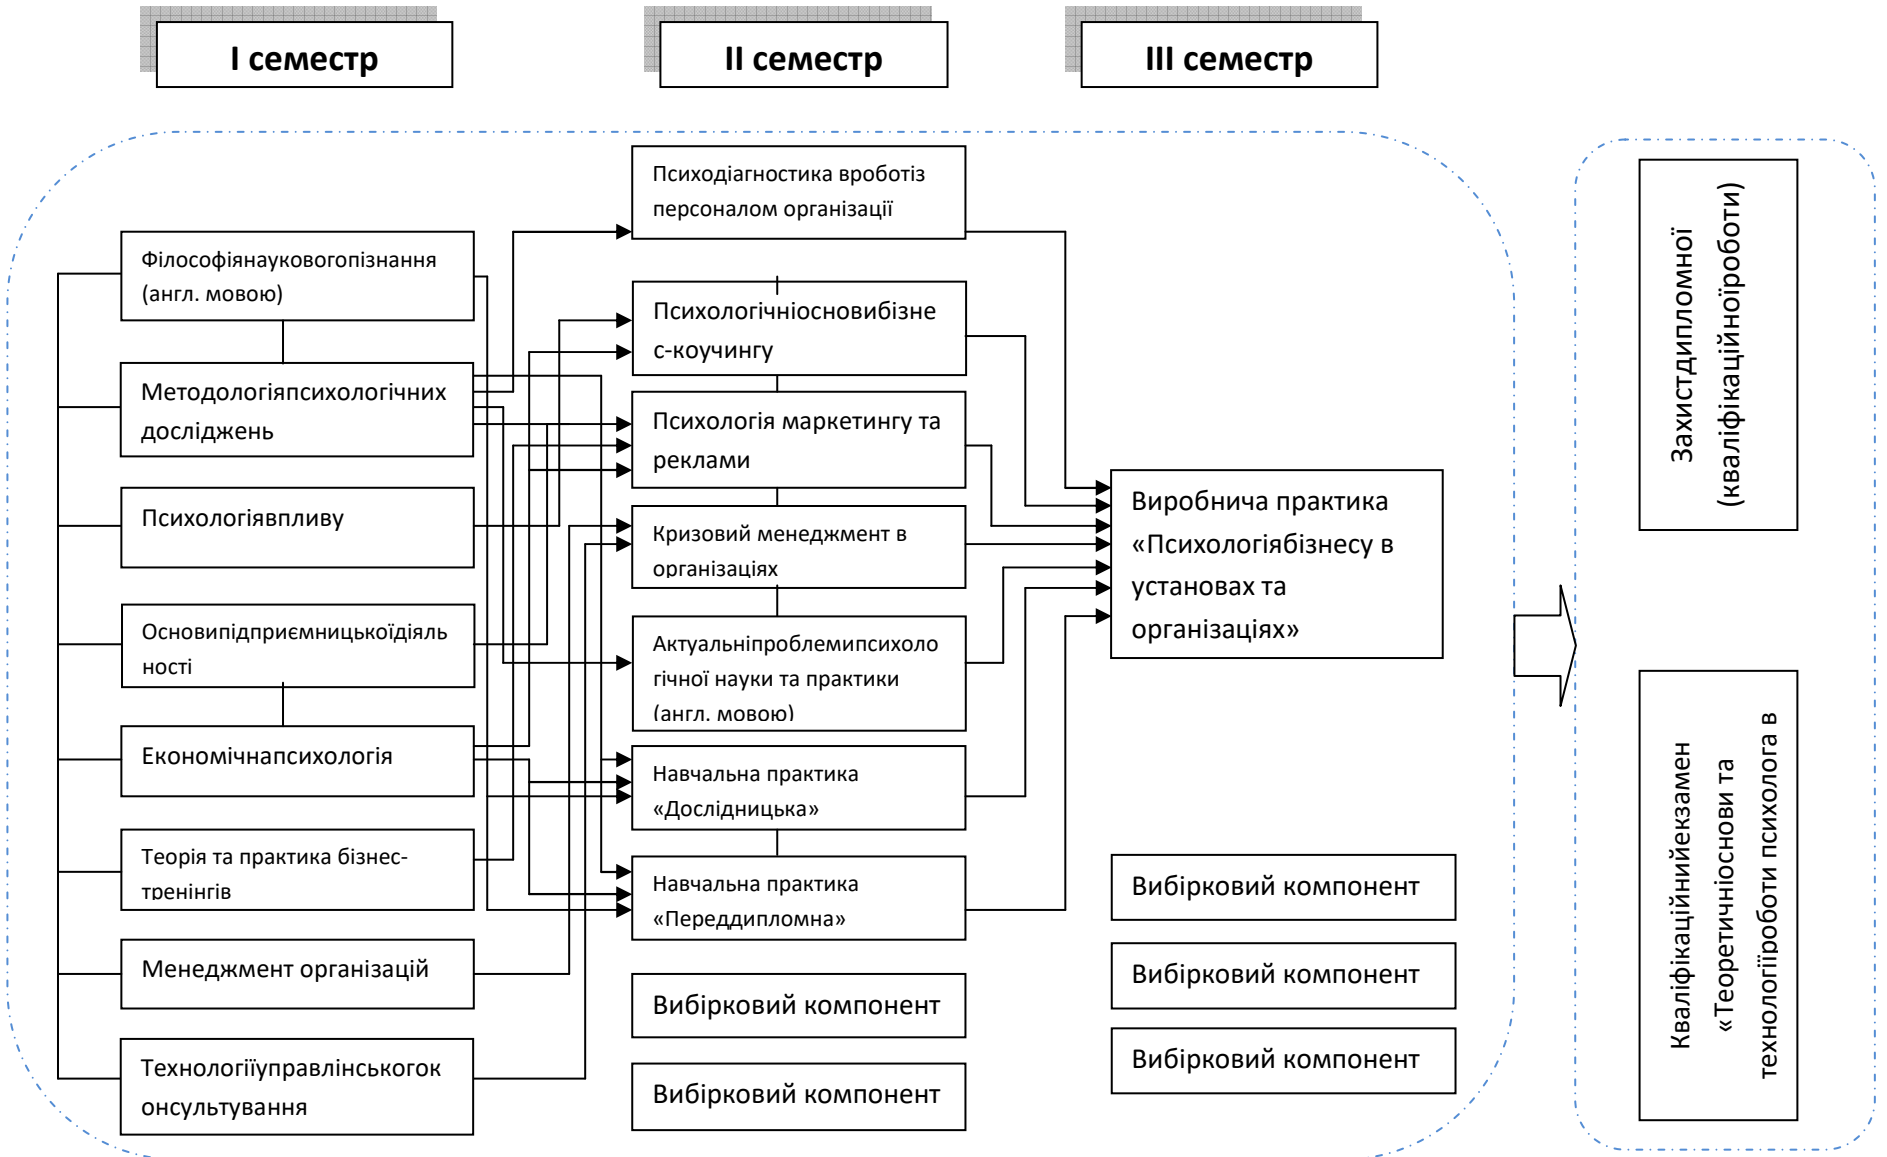 І семестр
ІІ семестр
ІІІ семестр
Філософіянауковогопізнання
(англ. мовою)
Методологіяпсихологічних
досліджень
Психологіявпливу
Основипідприємницькоїдіяль
ності
Економічнапсихологія
Теорія та практика бізнес-
тренінгів
Менеджмент організацій
Технологіїуправлінськогок
онсультування
Психодіагностика вроботіз
персоналом організації
Психологічніосновибізне
с-коучингу
Психологія маркетингу та
реклами
Кризовий менеджмент в
організаціях
Актуальніпроблемипсихоло
гічної науки та практики
(англ. мовою)
Навчальна практика
«Дослідницька»
Навчальна практика
«Переддипломна»
Вибірковий компонент
Вибірковий компонент
Виробнича практика
«Психологіябізнесу в
установах та
організаціях»
Вибірковий компонент
Вибірковий компонент
Вибірковий компонент
Захистдипломної
(кваліфікаційноїроботи)
Кваліфікаційнийекзамен
«Теоретичніоснови та
технологіїроботи психолога в